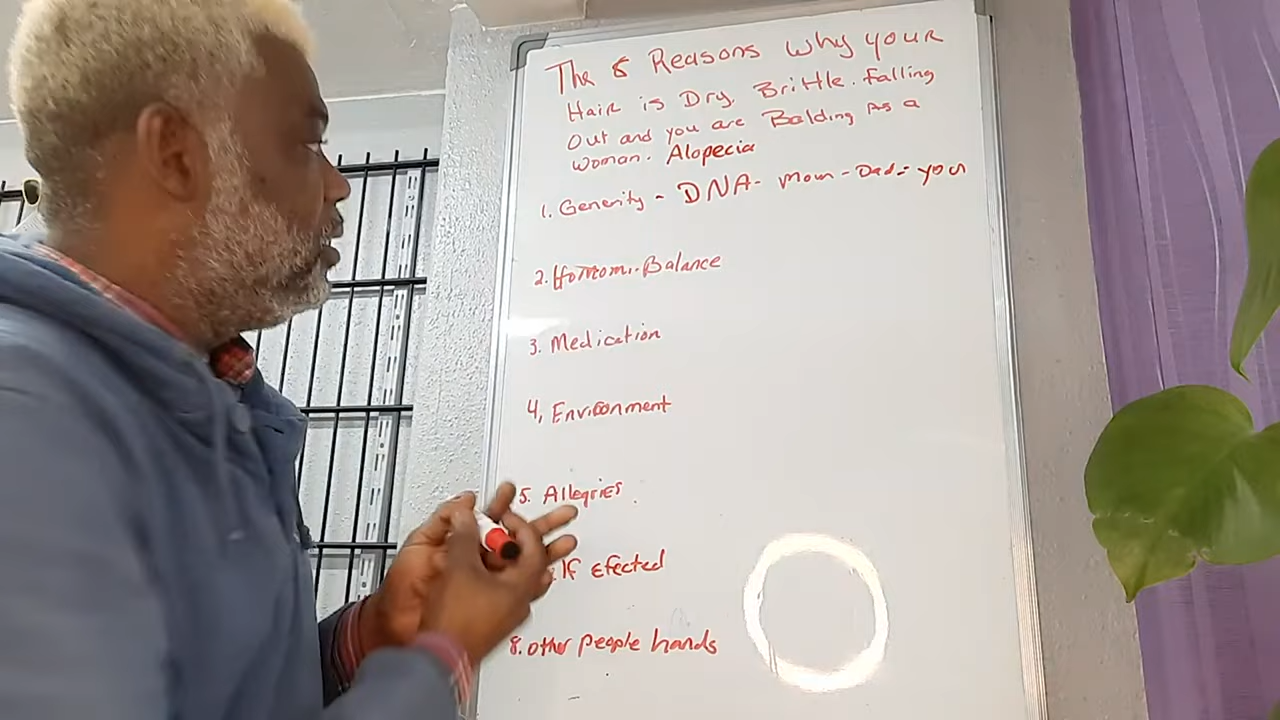 The 8 Reasons Why your
Hair is Dry. Brittle. Falling
Out and you are Balding As a
Woman. Alopecia
1. Generity - DNA - Mom - Dad = you
2. Balance
3. Medication
4, Environment
5. Allegries.
If Efected
8. Other People hands